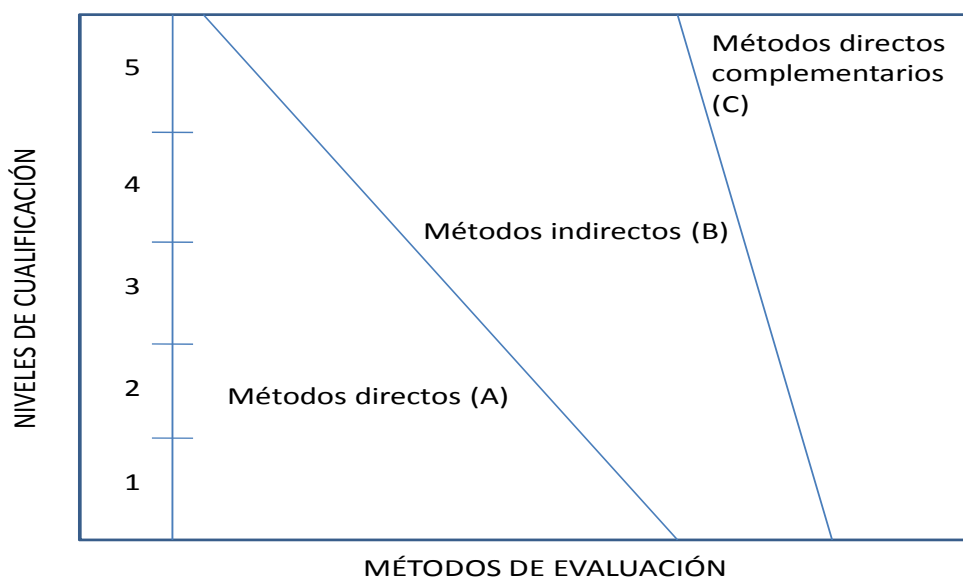 Métodos directos
complementarios
(C)
5
4
Métodos indirectos (B)
3
2
Métodos directos (A)
1
NIVELES DE CUALIFICACIÓN
MÉTODOS DE EVALUACIÓN